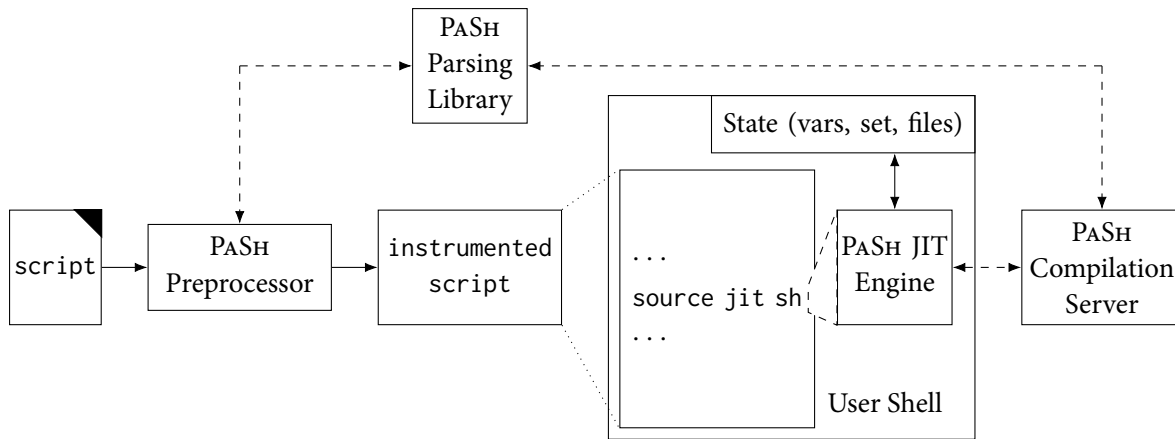 PASH
Parsing
Library
State (vars, set, files)
script
PASH
Preprocessor
instrumented
script
...
source jit sh
...
PASH JIT
Engine
PASH
Compilation
Server
User Shell